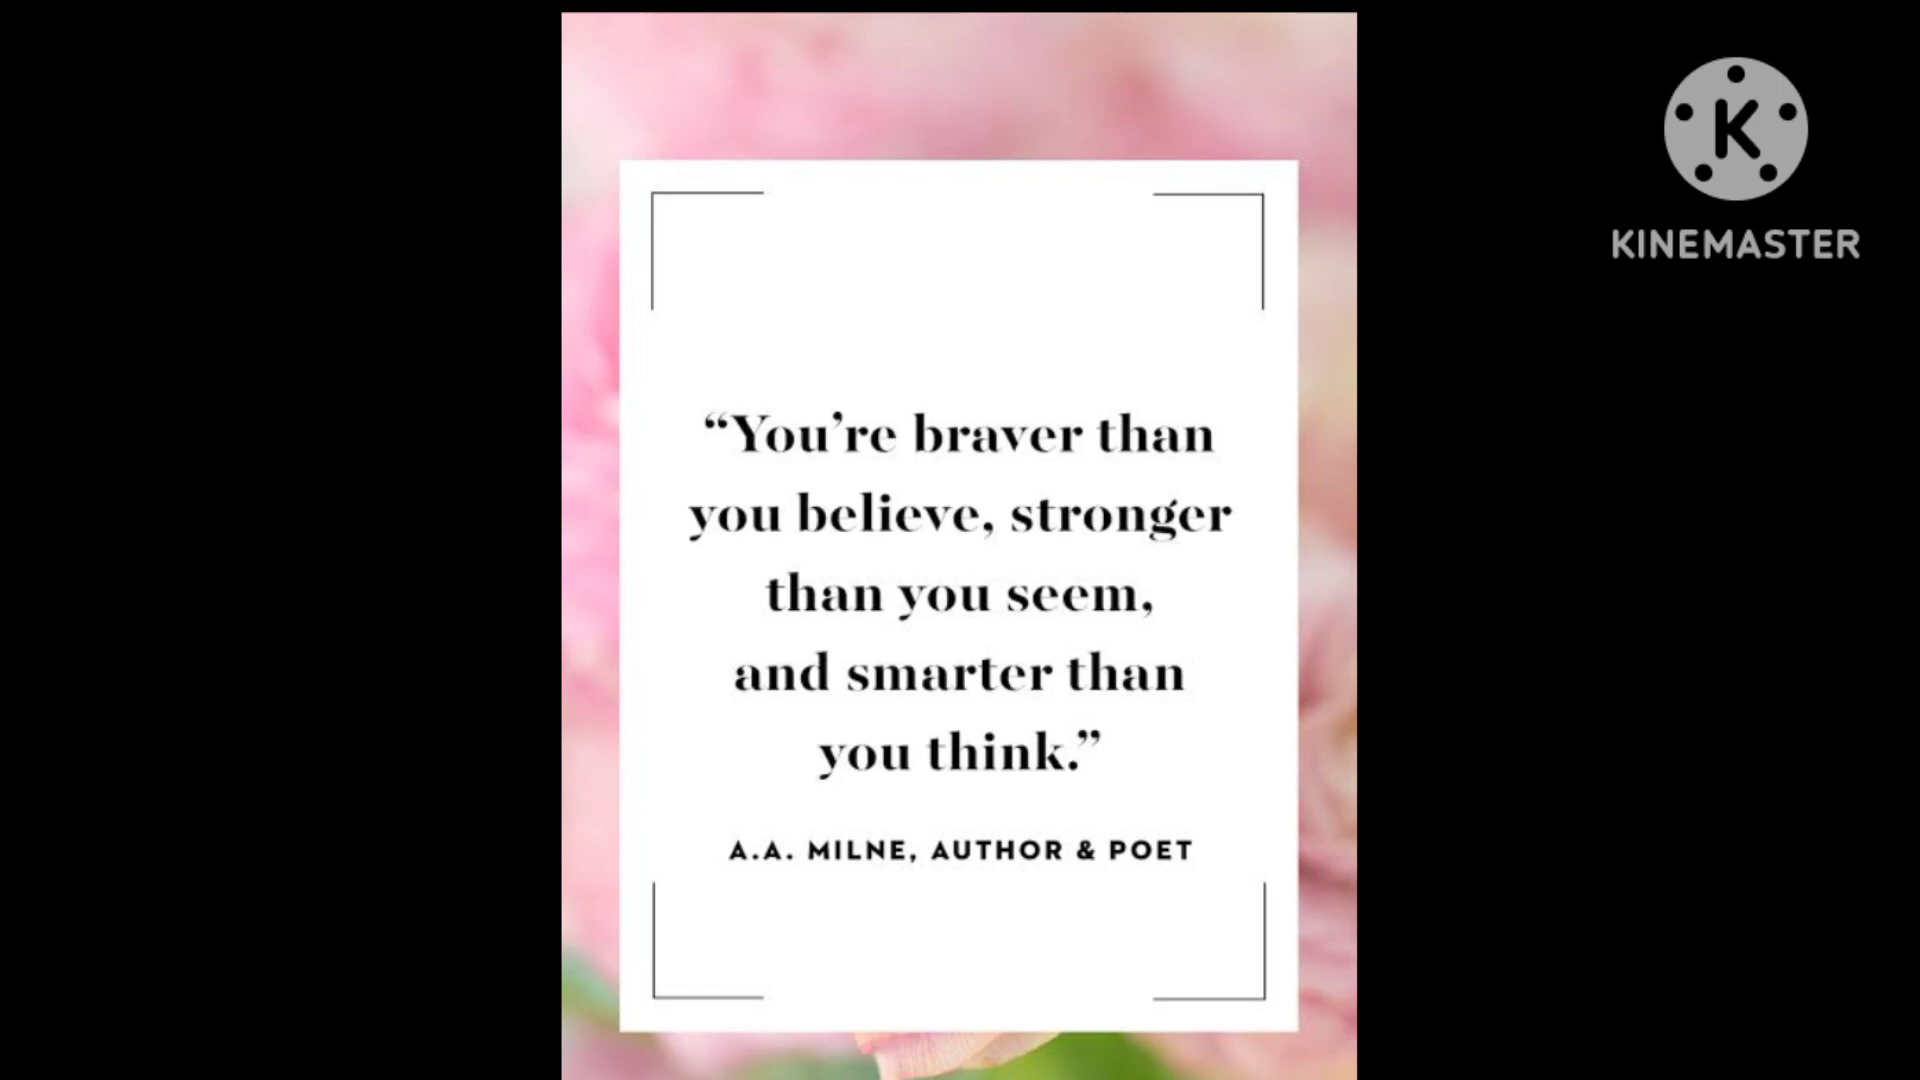 “You’re braver than
you believe, stronger
than you seem,
and smarter than
you think.”
A.A. MILNE, AUTHOR & POET
K
KINEMASTER